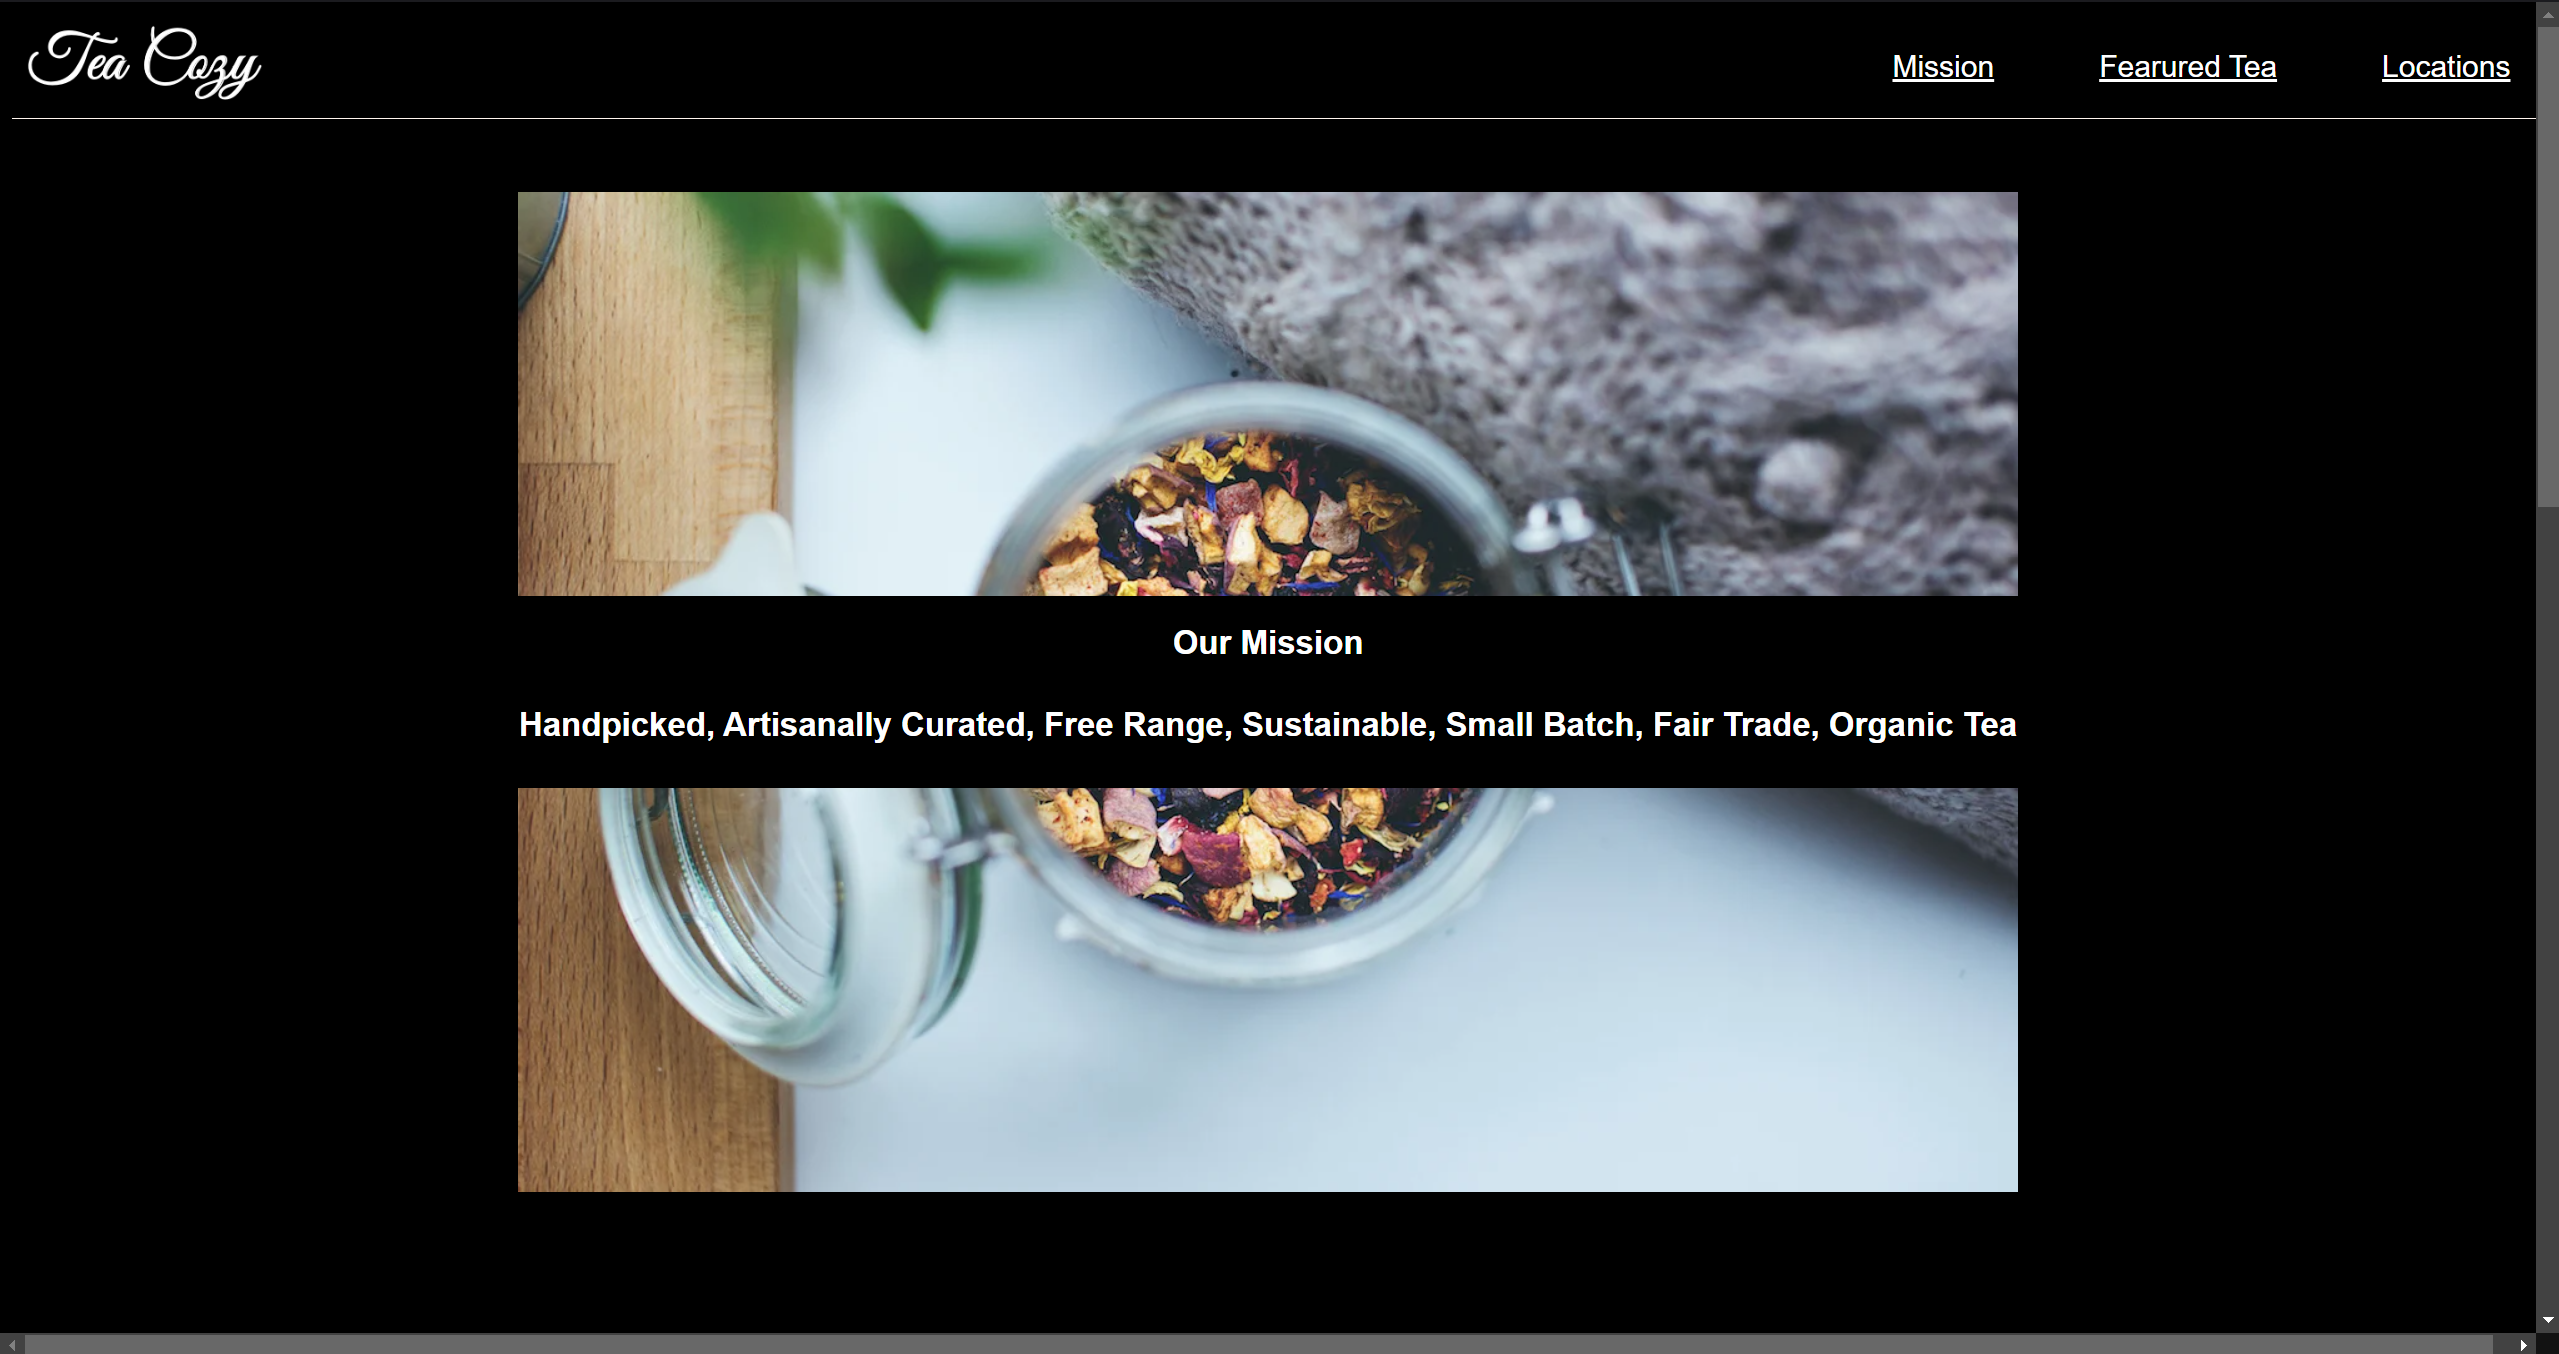 Tea Cozy
Mission Fearured Tea Locations
Our Mission
Handpicked, Artisanally Curated, Free Range, Sustainable, Small Batch, Fair Trade, Organic Tea